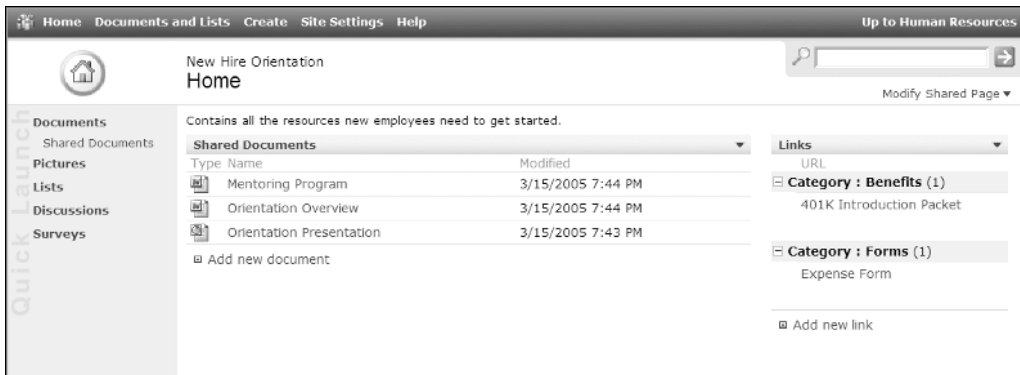 Home Documents and Lists Create Site Settings Help Up to Human Resources
New Hire Orientation
Home
Modify Shared Page
Quick Launch
Documents
Shared Documents
Pictures
Lists
Discussions
Surveys
Contains all the resources new employees need to get started.
Shared Documents
Type Name Modified
Mentoring Program 3/15/2005 7:44 PM
Orientation Overview 3/15/2005 7:44 PM
Orientation Presentation 3/15/2005 7:43 PM
Add new document
Links
URL
Category : Benefits (1)
401K Introduction Packet
Category : Forms (1)
Expense Form
Add new link